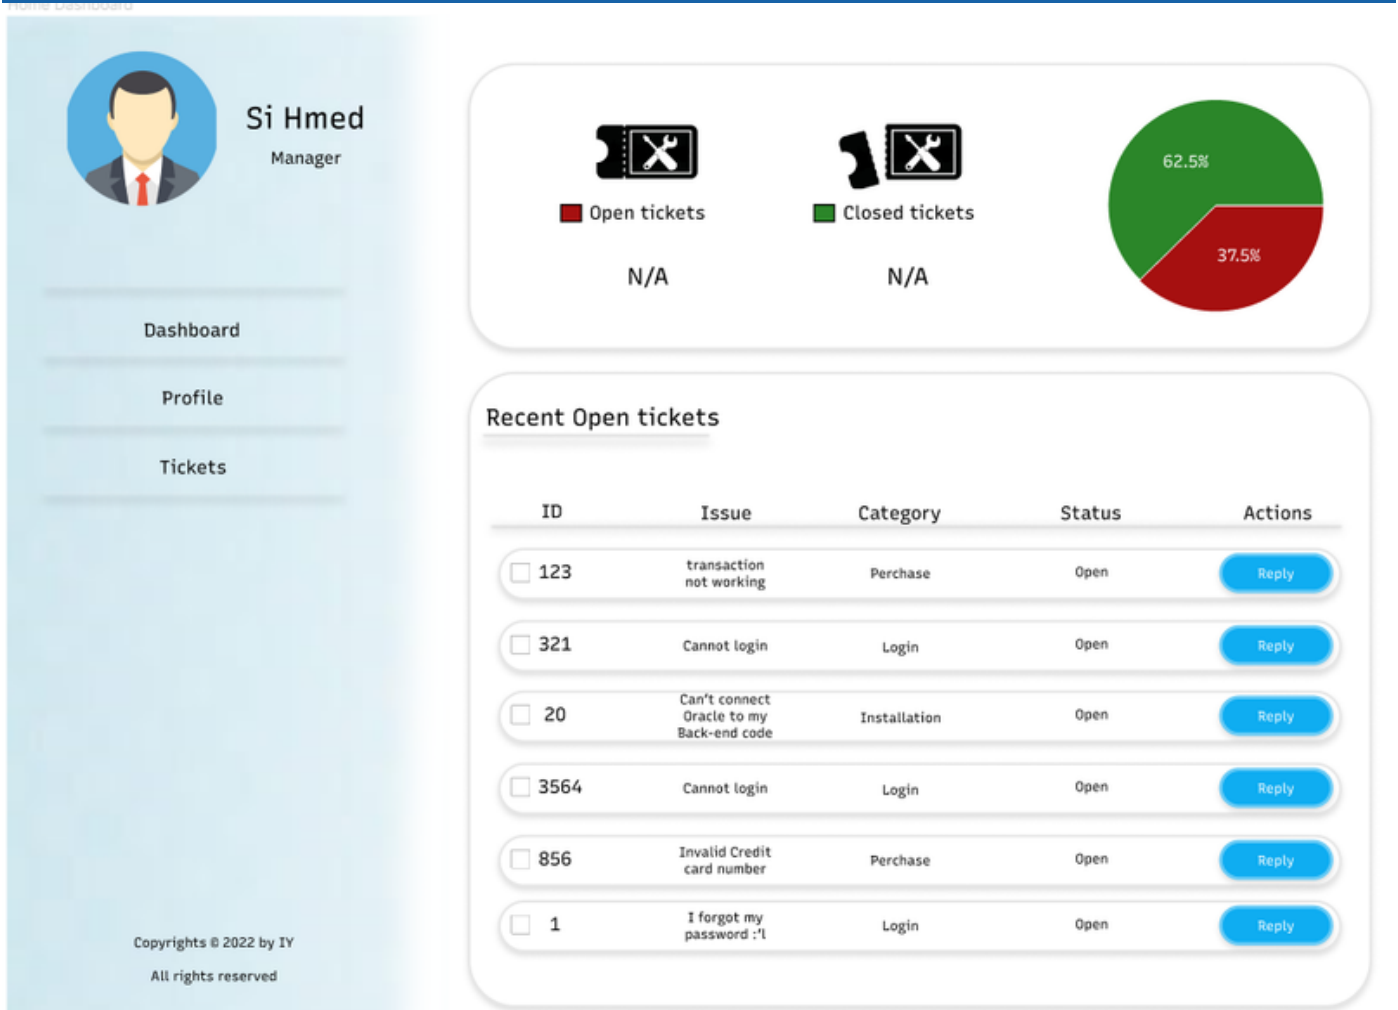 Home Dashboard
Si Hmed
Manager
Dashboard
Profile
Tickets
Copyrights © 2022 by IY
All rights reserved
Open tickets
Closed tickets
N/A
N/A
62.5%
37.5%
Recent Open tickets
ID Issue Category Status Actions
123 transaction not working Perchase Open Reply
321 Cannot login Login Open Reply
20 Can't connect Oracle to my Back-end code Installation Open Reply
3564 Cannot login Login Open Reply
856 Invalid Credit card number Perchase Open Reply
1 I forgot my password :'l Login Open Reply